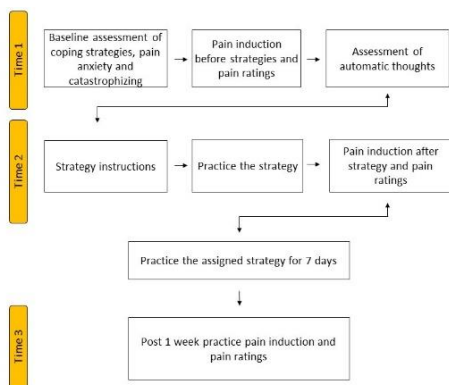 Time 1
Baseline assessment of
coping strategies, pain
anxiety and
catastrophizing
Pain induction
before strategies and
pain ratings
Assessment of
automatic thoughts
Time 2
Strategy instructions
Practice the strategy
Pain induction after
strategy and pain
ratings
Practice the assigned strategy for 7 days
Time 3
Post 1 week practice pain induction and
pain ratings